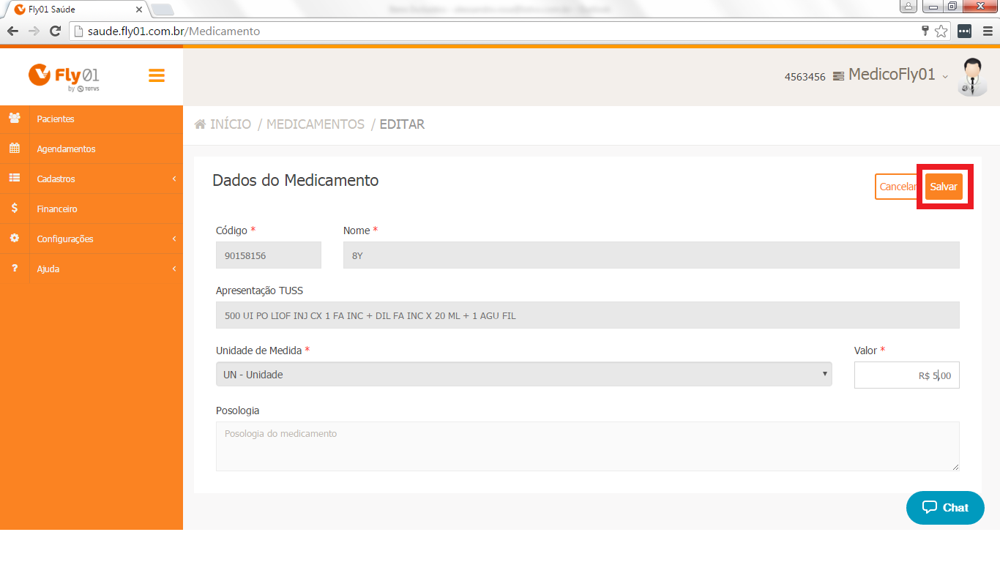 Fly01 Saúde
saude.fly01.com.br/Medicamento
Fly01
by TOTVS
4563456 MedicoFly01
Pacientes
Agendamentos
Cadastros
Financeiro
Configurações
Ajuda
INÍCIO / MEDICAMENTOS / EDITAR
Dados do Medicamento
Cancelar Salvar
Código * Nome *
90158156 8Y
Apresentação TUSS
500 UI PO LIOF INJ CX 1 FA INC + DIL FA INC X 20 ML + 1 AGU FIL
Unidade de Medida * Valor *
UN - Unidade R$ 5,00
Posologia
Posologia do medicamento
Chat